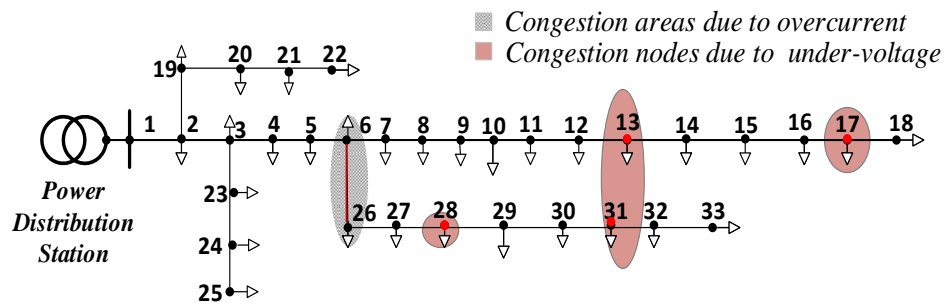 Congestion areas due to overcurrent
Congestion nodes due to under-voltage
19 20 21 22
1 2 3 4 5 6 7 8 9 10 11 12 13 14 15 16 17 18
Power
Distribution
Station
23
26 27 28 29 30 31 32 33
24
25